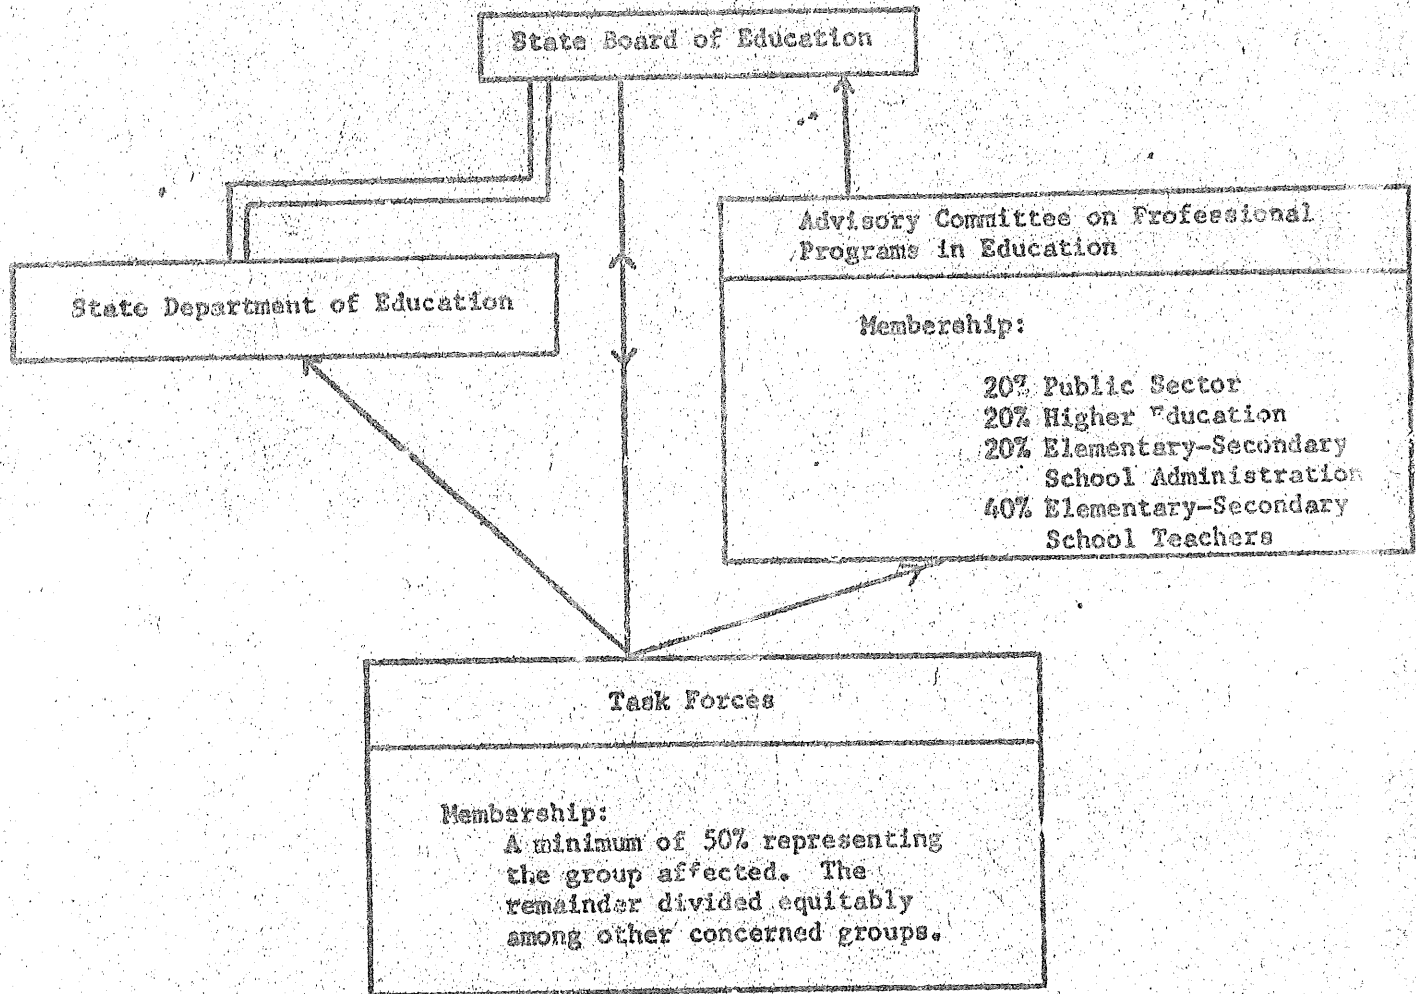 State Board of Education
Advisory Committee on Professional
Programs in Education
State Department of Education
Membership:
20% Public Sector
20% Higher Education
20% Elementary-Secondary
School Administration
40% Elementary-Secondary
School Teachers
Task Forces
Membership:
A minimum of 50% representing
the group affected. The
remainder divided equitably
among other concerned groups.